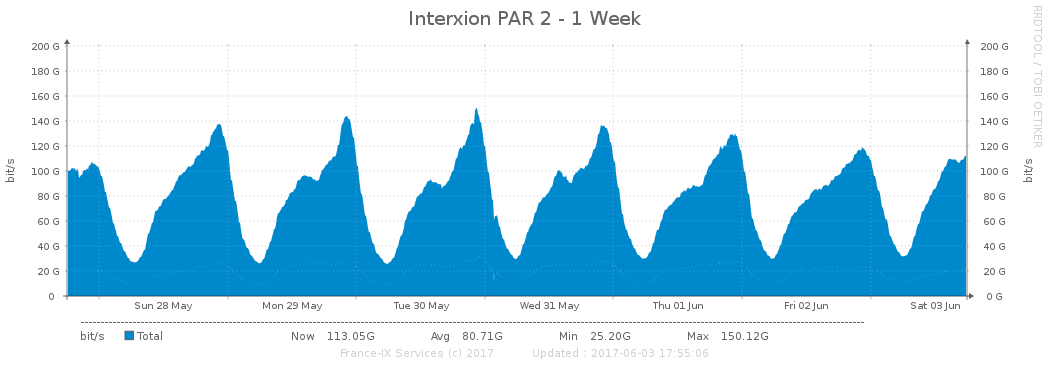 Interxion PAR 2 - 1 Week
RRDTOOL / TOBI OETIKER
200 G 200 G
180 G 180 G
160 G 160 G
140 G 140 G
120 G 120 G
100 G 100 G
80 G 80 G
60 G 60 G
40 G 40 G
20 G 20 G
0 0 G
bit/s bit/s
Sun 28 May Mon 29 May Tue 30 May Wed 31 May Thu 01 Jun Fri 02 Jun Sat 03 Jun
bit/s Total Now 113.05G Avg 80.71G Min 25.20G Max 150.12G
France-IX Services (c) 2017 Updated : 2017-06-03 17:55:06